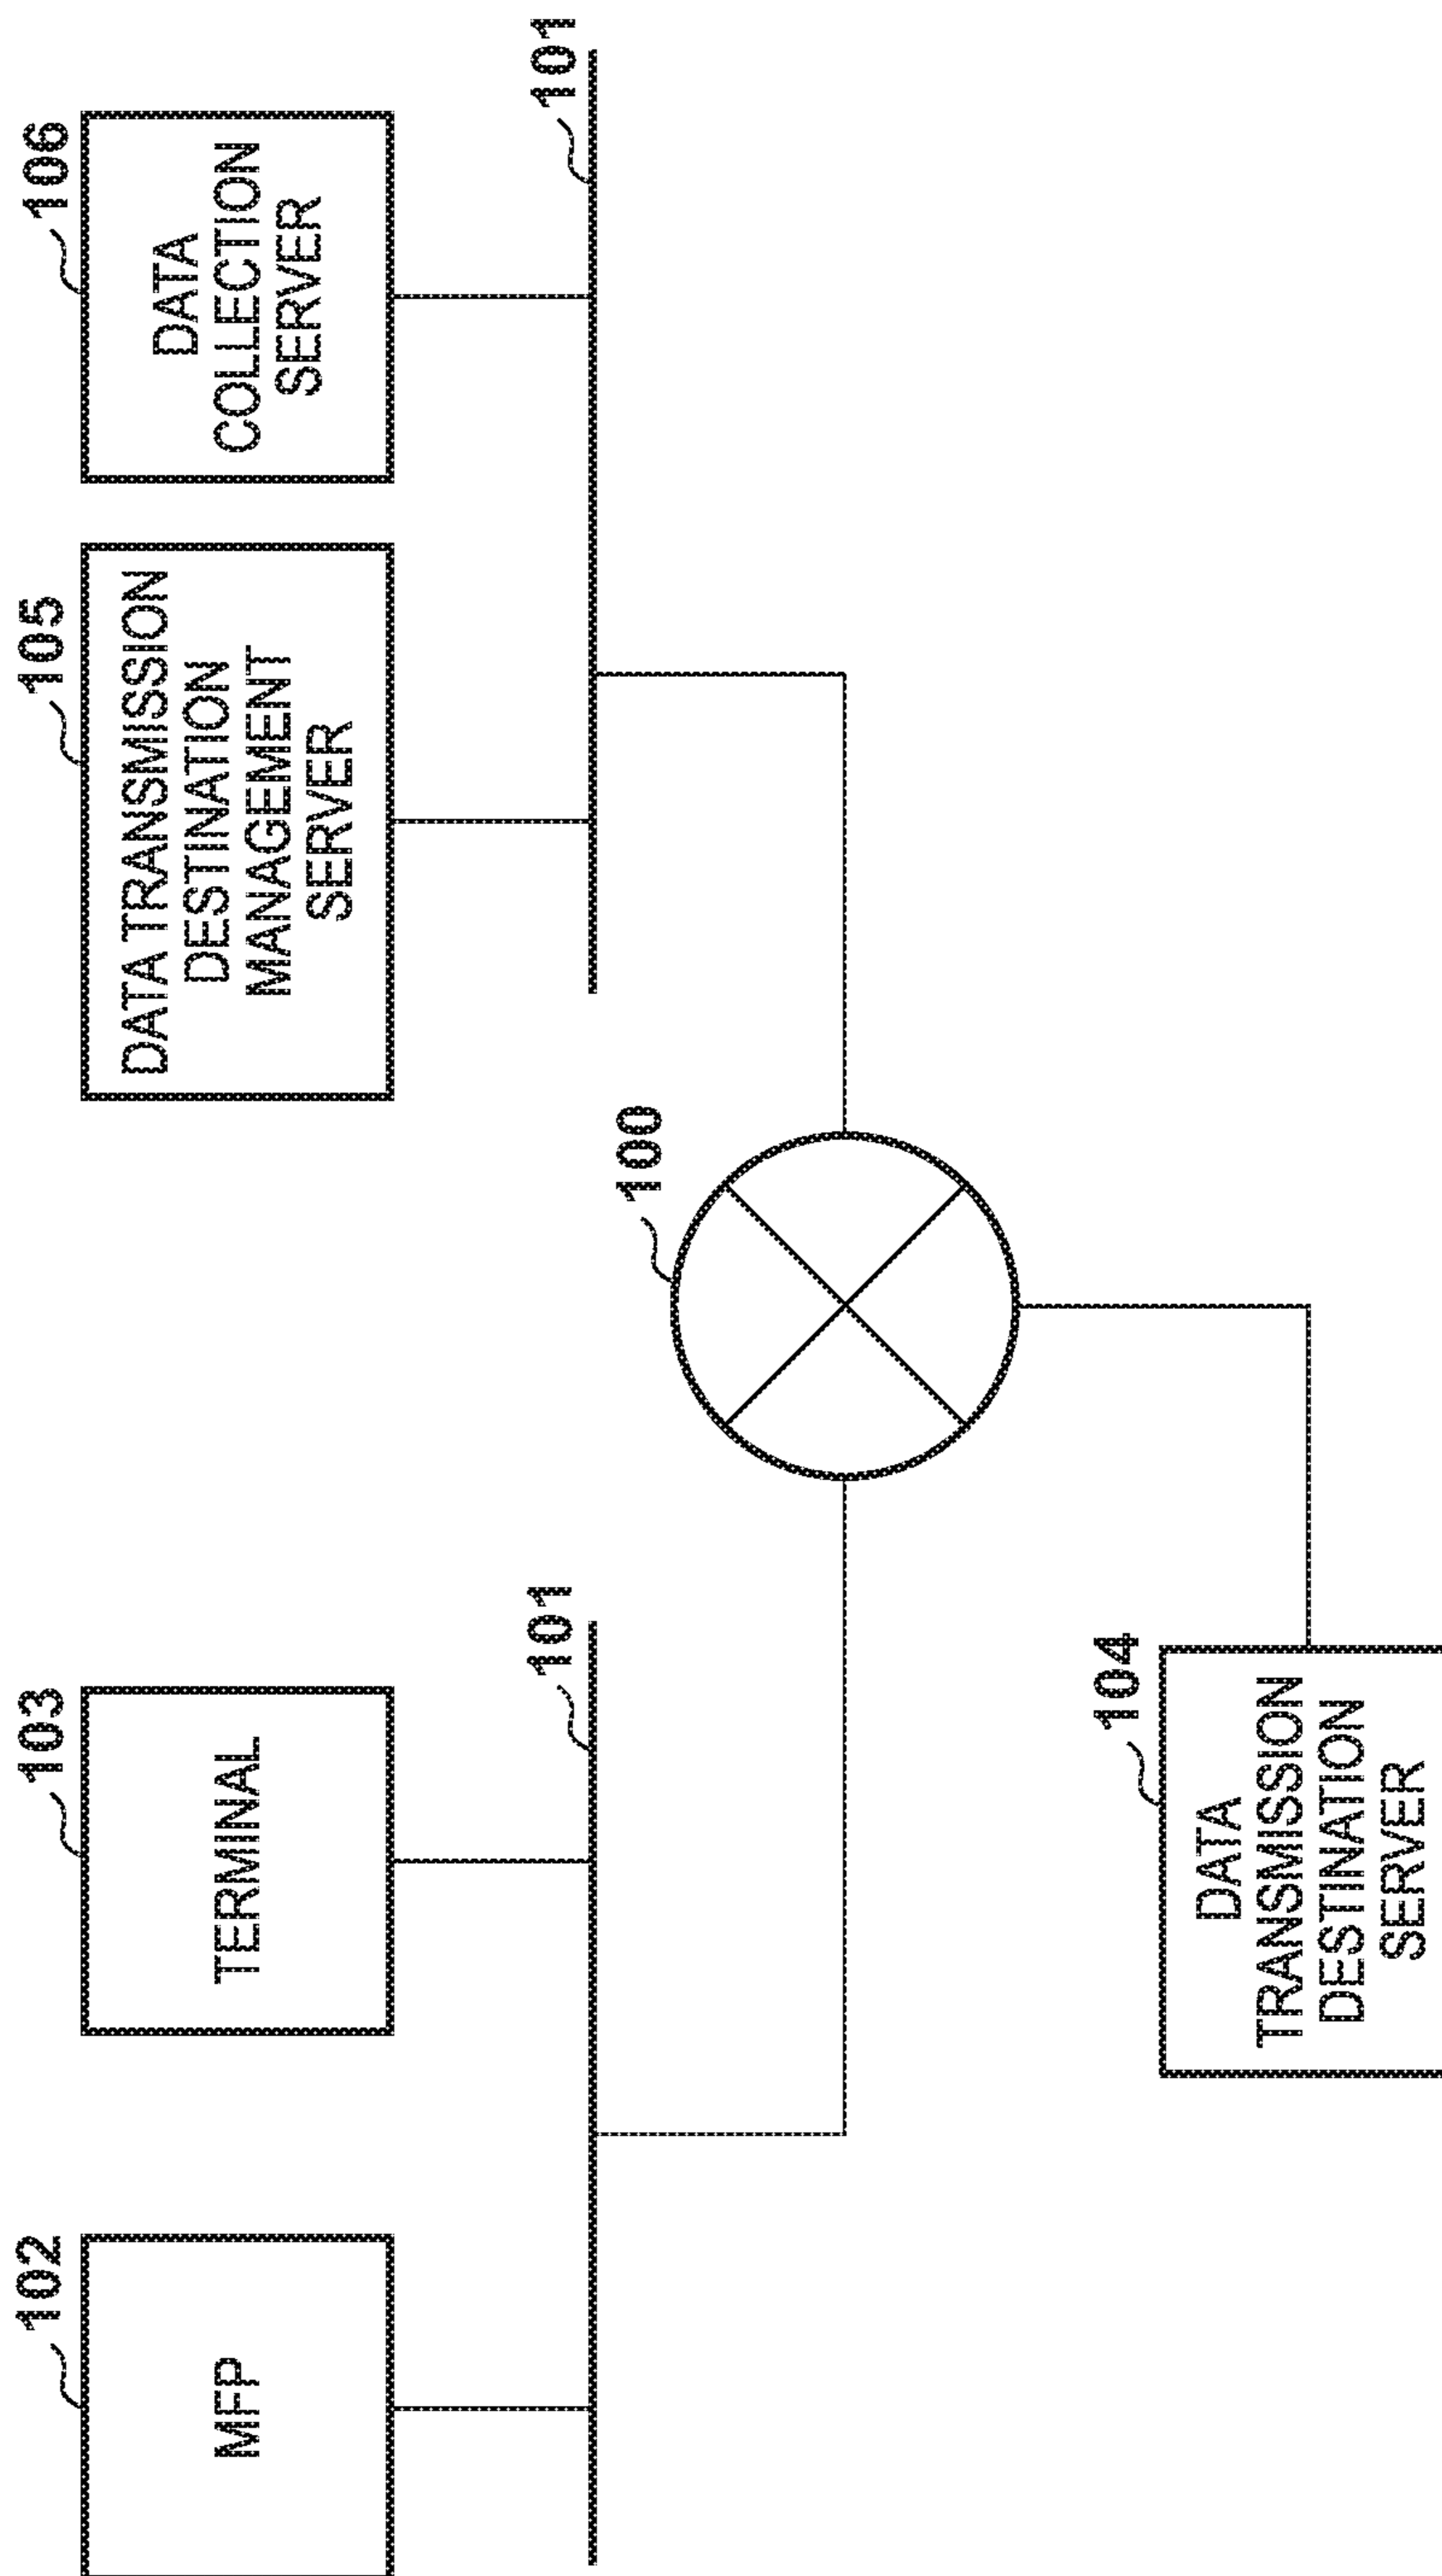 102
MFP
103
TERMINAL
101
105
DATA TRANSMISSION
DESTINATION
MANAGEMENT
SERVER
106
DATA
COLLECTION
SERVER
101
100
104
DATA
TRANSMISSION
DESTINATION
SERVER